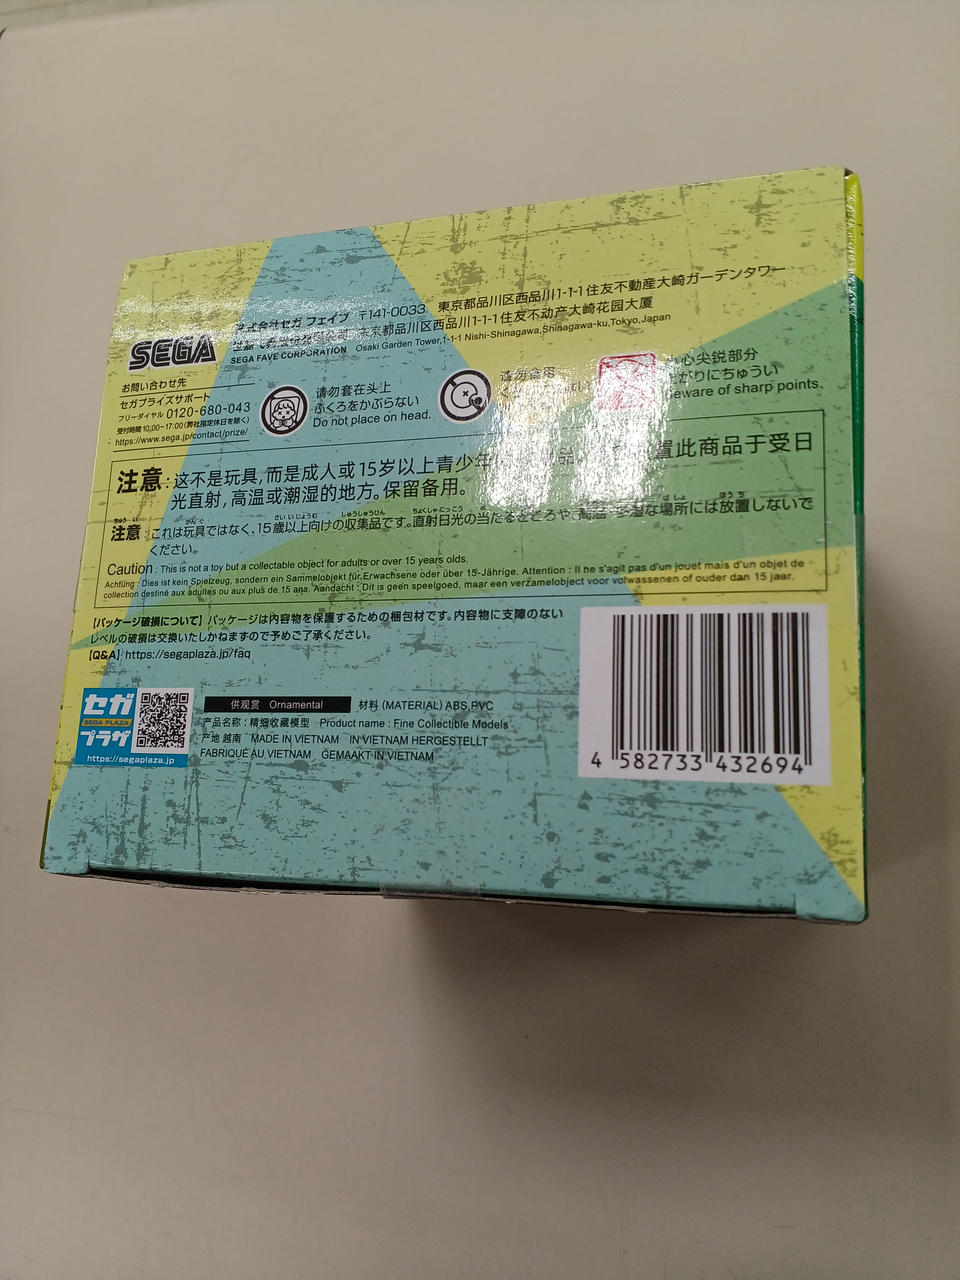 株式会社セガ フェイブ 〒141-0033 東京都品川区西品川1-1-1住友不動産大崎ガーデンタワー
東京都品川区西品川1-1-1住友不动产大崎花园大厦
SEGA FAVE CORPORATION Osaki Garden Tower,1-1-1 Nishi-Shinagawa,Shinagawa-ku,Tokyo,Japan
SEGA
お問い合わせ先
セガプライズサポート
フリーダイヤル 0120-680-043
受付時間 10:00~17:00 (弊社指定休日を除く)
https://www.sega.jp/contact/prize/
请勿套在头上
ふくろをかぶらない
Do not place on head.
请勿食用
小心尖锐部分
とがりにちゅうい
Beware of sharp points.
注意:这不是玩具,而是成人或15岁以上青少年 置此商品于受日
光直射,高温或潮湿的地方。保留备用。
注意:これは玩具ではなく、15歳以上向けの収集品です。直射日光の当たるところや、高温・多湿な場所には放置しないで
ください。
Caution : This is not a toy but a collectable object for adults or over 15 years olds.
Achtung : Dies ist kein Spielzeug, sondern ein Sammelobjekt für Erwachsene oder über 15-Jährige. Attention : Il ne s'agit pas d'un jouet mais d'un objet de
collection destiné aux adultes ou aux plus de 15 ans. Aandacht : Dit is geen speelgoed, maar een verzamelobject voor volwassenen of ouder dan 15 jaar.
【パッケージ破損について】パッケージは内容物を保護するための梱包材です。内容物に支障のない
レベルの破損は交換いたしかねますので予めご了承ください。
【Q&A】https://segaplaza.jp/faq
セガ
SEGA PLAZA
プラザ
https://segaplaza.jp
供观赏 Ornamental 材料 (MATERIAL) ABS,PVC
产品名称 : 精细收藏模型 Product name : Fine Collectible Models
产地 越南 MADE IN VIETNAM IN VIETNAM HERGESTELLT
FABRIQUÉ AU VIETNAM GEMAAKT IN VIETNAM
4 582733 432694